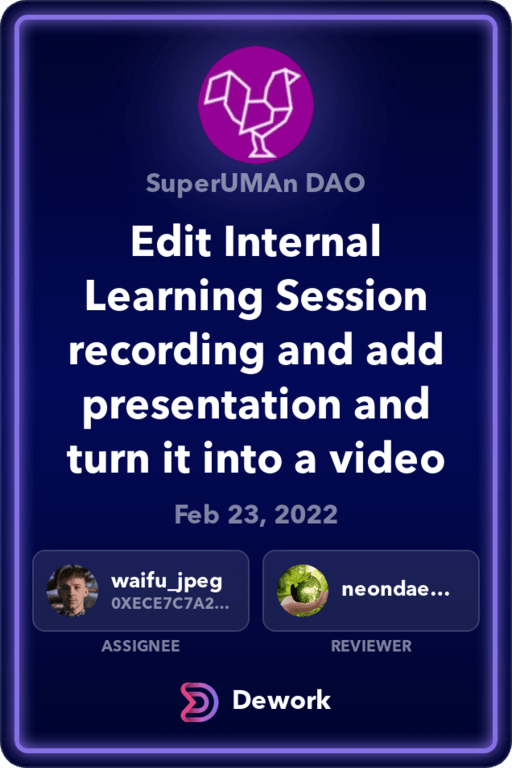 SuperUMAn DAO
Edit Internal
Learning Session
recording and add
presentation and
turn it into a video
Feb 23, 2022
waifu_jpeg
0XECE7C7A2...
neondae...
ASSIGNEE
REVIEWER
Dework